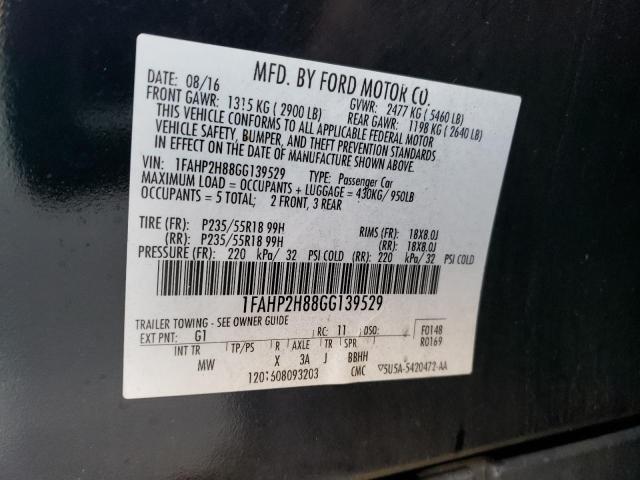 MFD. BY FORD MOTOR CO.
DATE: 08/16 GVWR: 2477 KG ( 5460 LB)
FRONT GAWR: 1315 KG ( 2900 LB) REAR GAWR: 1198 KG ( 2640 LB)
THIS VEHICLE CONFORMS TO ALL APPLICABLE FEDERAL MOTOR
VEHICLE SAFETY, BUMPER, AND THEFT PREVENTION STANDARDS
IN EFFECT ON THE DATE OF MANUFACTURE SHOWN ABOVE.
VIN: 1FAHP2H88GG139529 TYPE: Passenger Car
MAXIMUM LOAD = OCCUPANTS + LUGGAGE = 430KG/ 950LB
OCCUPANTS = 5 TOTAL; 2 FRONT, 3 REAR
TIRE (FR): P235/55R18 99H RIMS (FR): 18X8.0J
(RR): P235/55R18 99H (RR): 18X8.0J
PRESSURE (FR): 220 kPa/ 32 PSI COLD (RR): 220 kPa/ 32 PSI COLD
1FAHP2H88GG139529
TRAILER TOWING - SEE OWNER GUIDE
EXT PNT: G1 RC: 11 DSO: F0148
R0169
INT TR TP/PS R AXLE TR SPR
MW X 3A J BBHH
120:608093203 CMC ▽5U5A-5420472-AA